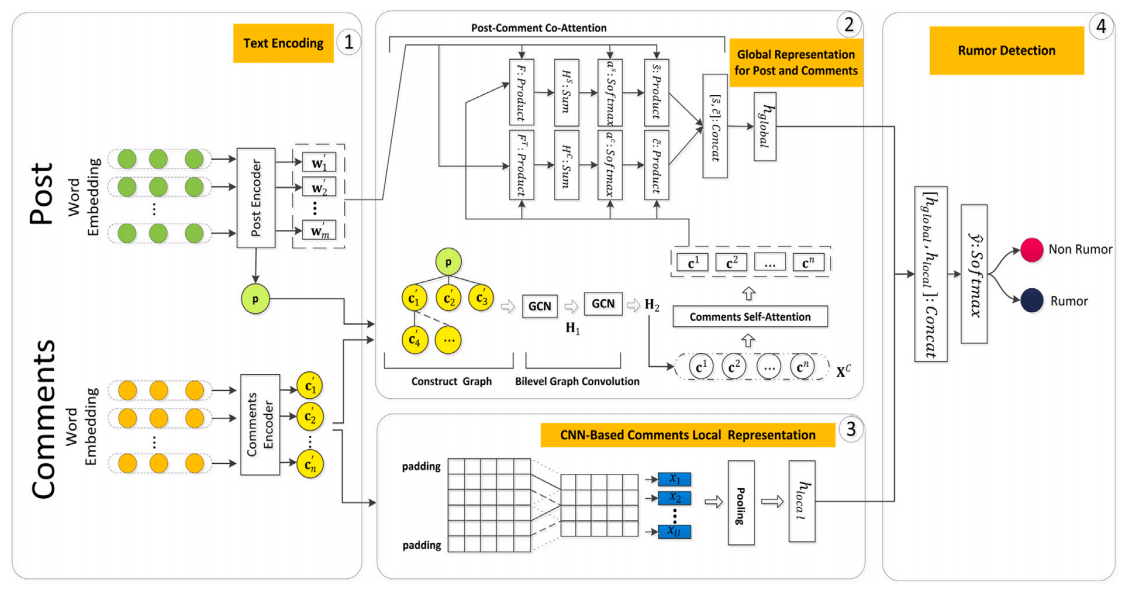 Text Encoding
1
Post
Word
Embedding
Post Encoder
w'1
w'2
w'm
p
Comments
Word
Embedding
Comments
Encoder
c'1
c'2
c'n
2
Post-Comment Co-Attention
Global Representation
for Post and Comments
F:Product
H^S:Sum
a^s:Softmax
s̃:Product
F^T:Product
H^C:Sum
a^c:Softmax
c̃:Product
[s̃,c̃]:Concat
h_global
p
c'1
c'2
c'3
c'4
...
GCN
H1
GCN
H2
c^1
c^2
...
c^n
Comments Self-Attention
c^1
c^2
...
c^n
X^C
Construct Graph
Bilevel Graph Convolution
3
CNN-Based Comments Local Representation
padding
padding
x1
x2
xU
Pooling
h_local
4
Rumor Detection
[h_global, h_local]:Concat
ŷ:Softmax
Non Rumor
Rumor